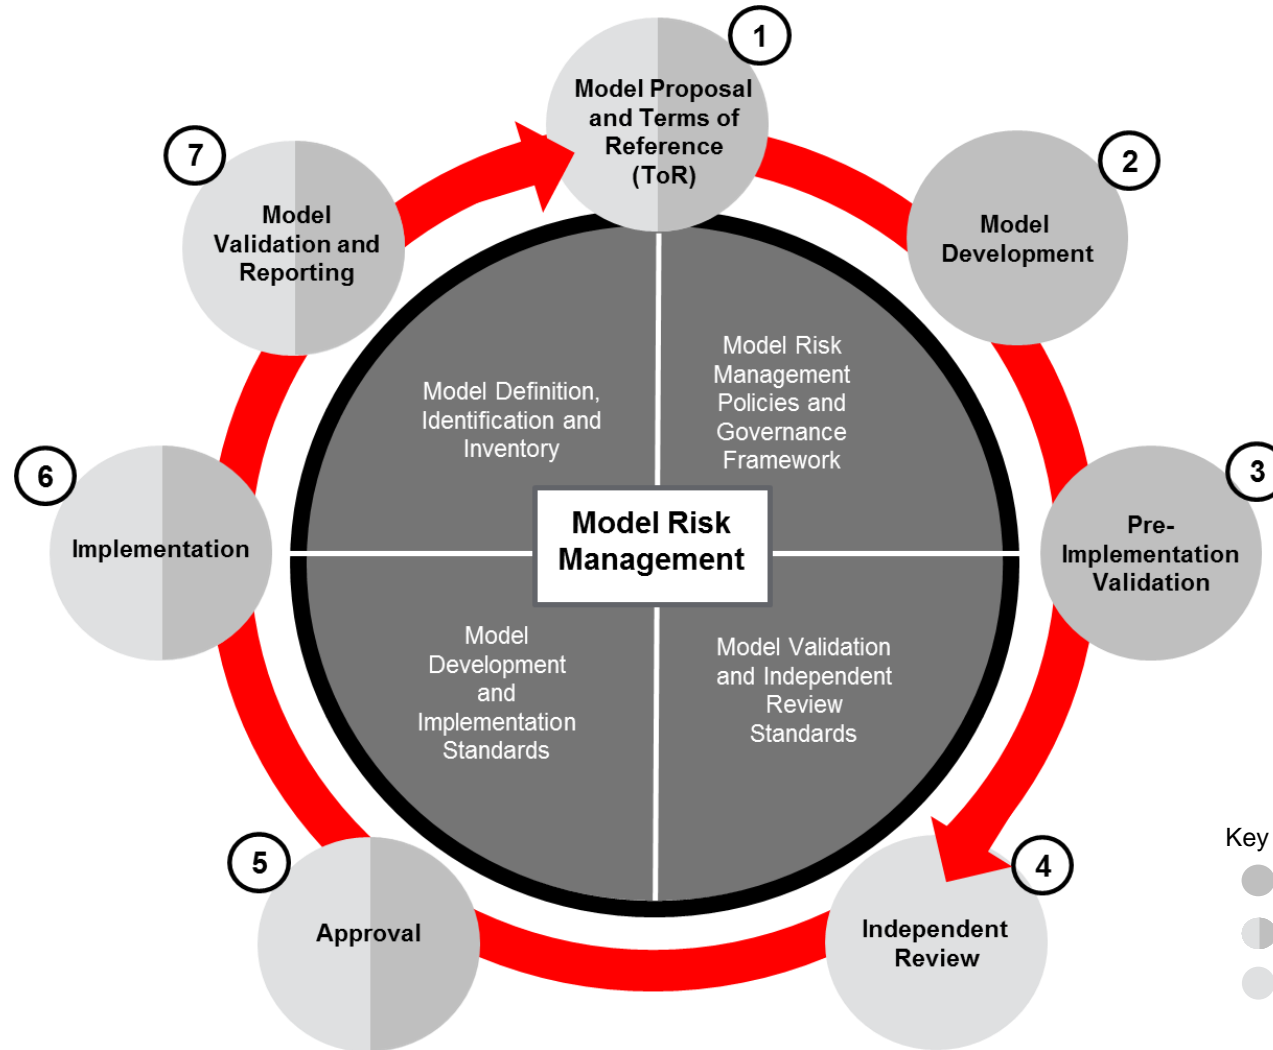 1
Model Proposal
and Terms of
Reference
(ToR)
2
Model
Development
3
Pre-
Implementation
Validation
4
Independent
Review
5
Approval
6
Implementation
7
Model
Validation and
Reporting
Model Definition,
Identification and
Inventory
Model Risk
Management
Policies and
Governance
Framework
Model Risk
Management
Model
Development
and
Implementation
Standards
Model Validation
and Independent
Review
Standards
Key